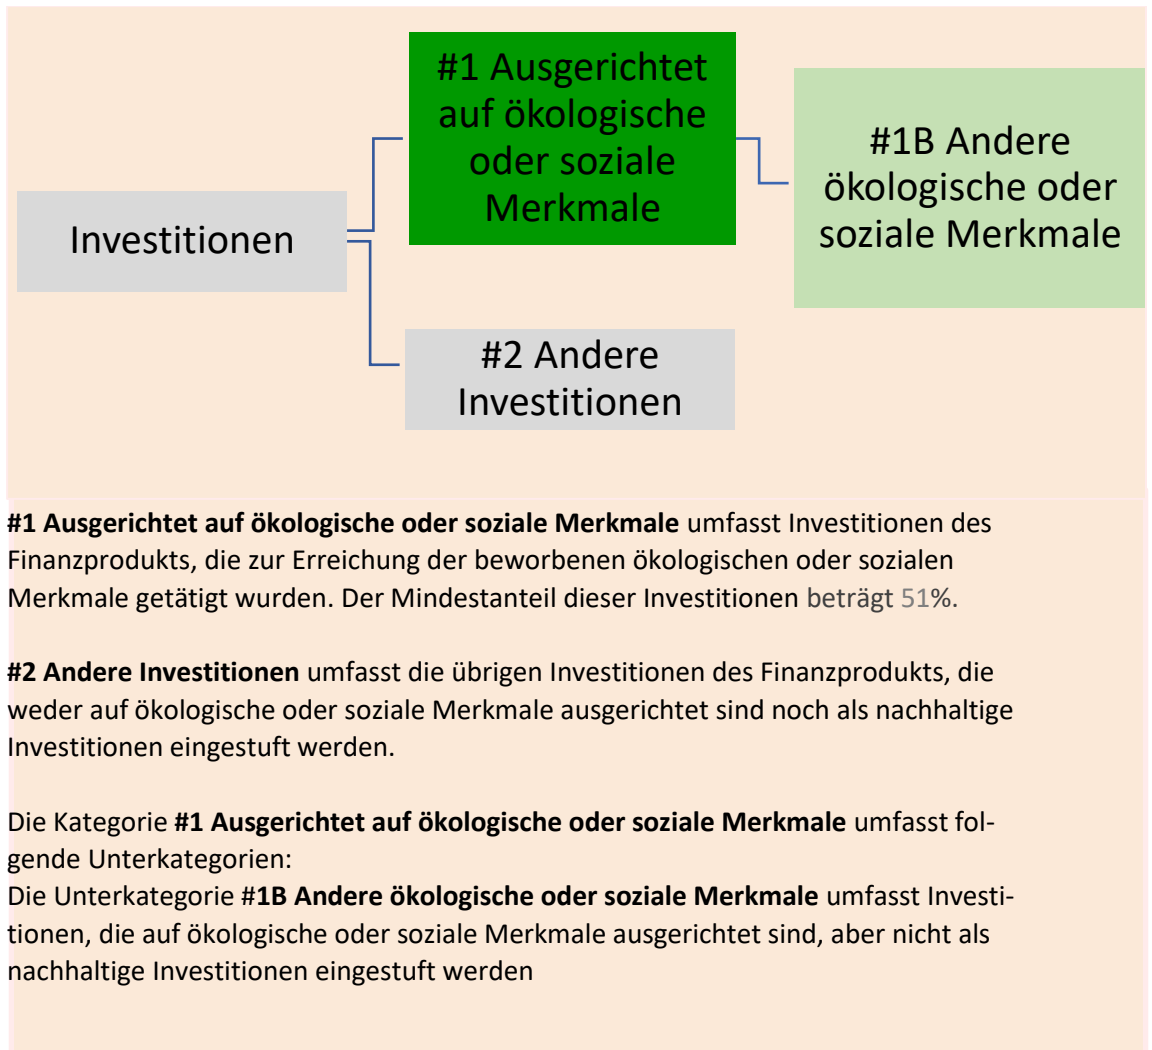 #1 Ausgerichtet
auf ökologische
oder soziale
Merkmale
#1B Andere
ökologische oder
soziale Merkmale
Investitionen
#2 Andere
Investitionen
#1 Ausgerichtet auf ökologische oder soziale Merkmale umfasst Investitionen des
Finanzprodukts, die zur Erreichung der beworbenen ökologischen oder sozialen
Merkmale getätigt wurden. Der Mindestanteil dieser Investitionen beträgt 51%.
#2 Andere Investitionen umfasst die übrigen Investitionen des Finanzprodukts, die
weder auf ökologische oder soziale Merkmale ausgerichtet sind noch als nachhaltige
Investitionen eingestuft werden.
Die Kategorie #1 Ausgerichtet auf ökologische oder soziale Merkmale umfasst fol-
gende Unterkategorien:
Die Unterkategorie #1B Andere ökologische oder soziale Merkmale umfasst Investi-
tionen, die auf ökologische oder soziale Merkmale ausgerichtet sind, aber nicht als
nachhaltige Investitionen eingestuft werden